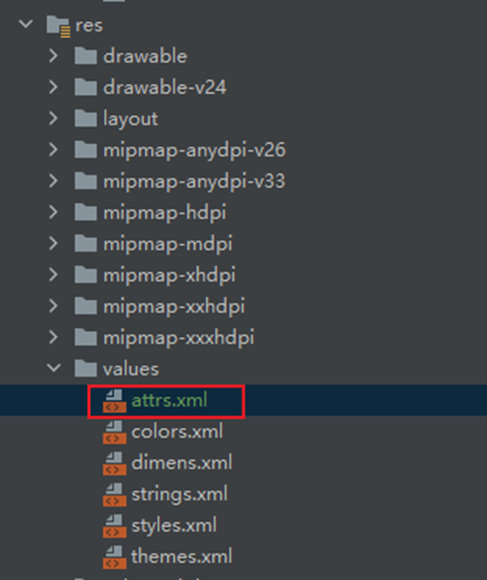 res
drawable
drawable-v24
layout
mipmap-anydpi-v26
mipmap-anydpi-v33
mipmap-hdpi
mipmap-mdpi
mipmap-xhdpi
mipmap-xxhdpi
mipmap-xxxhdpi
values
attrs.xml
colors.xml
dimens.xml
strings.xml
styles.xml
themes.xml